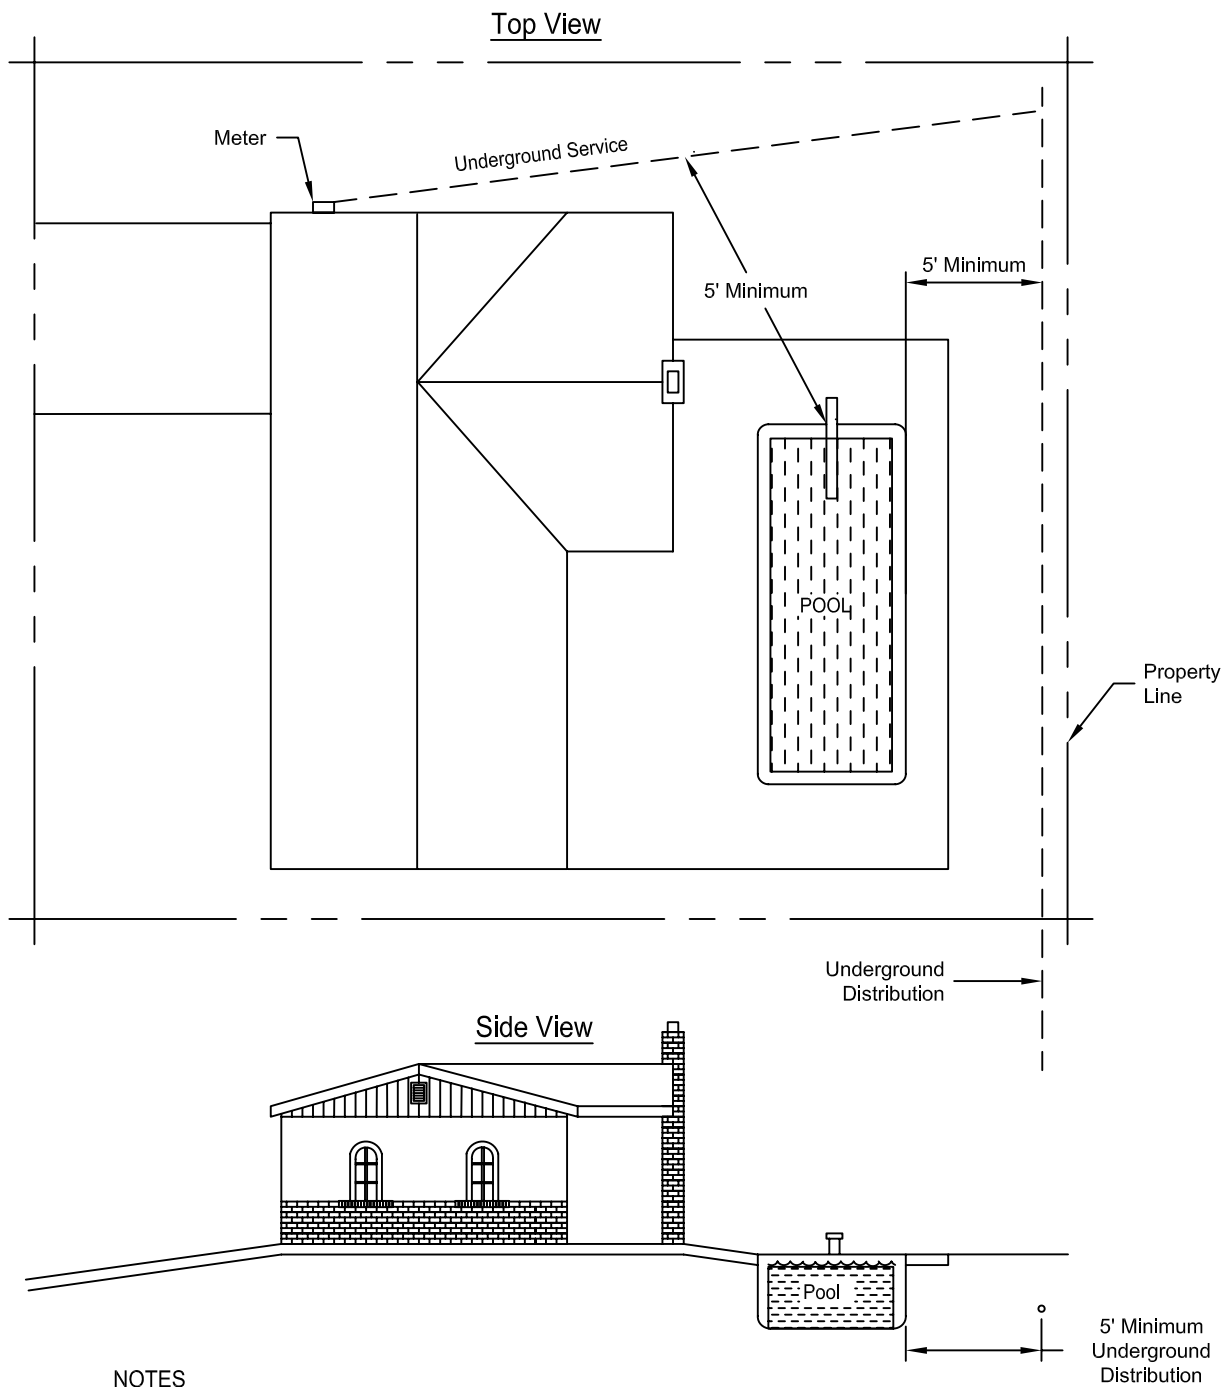 Top View
Meter
Underground Service
5' Minimum
5' Minimum
POOL
Property
Line
Underground
Distribution
Side View
Pool
5' Minimum
Underground
Distribution
NOTES